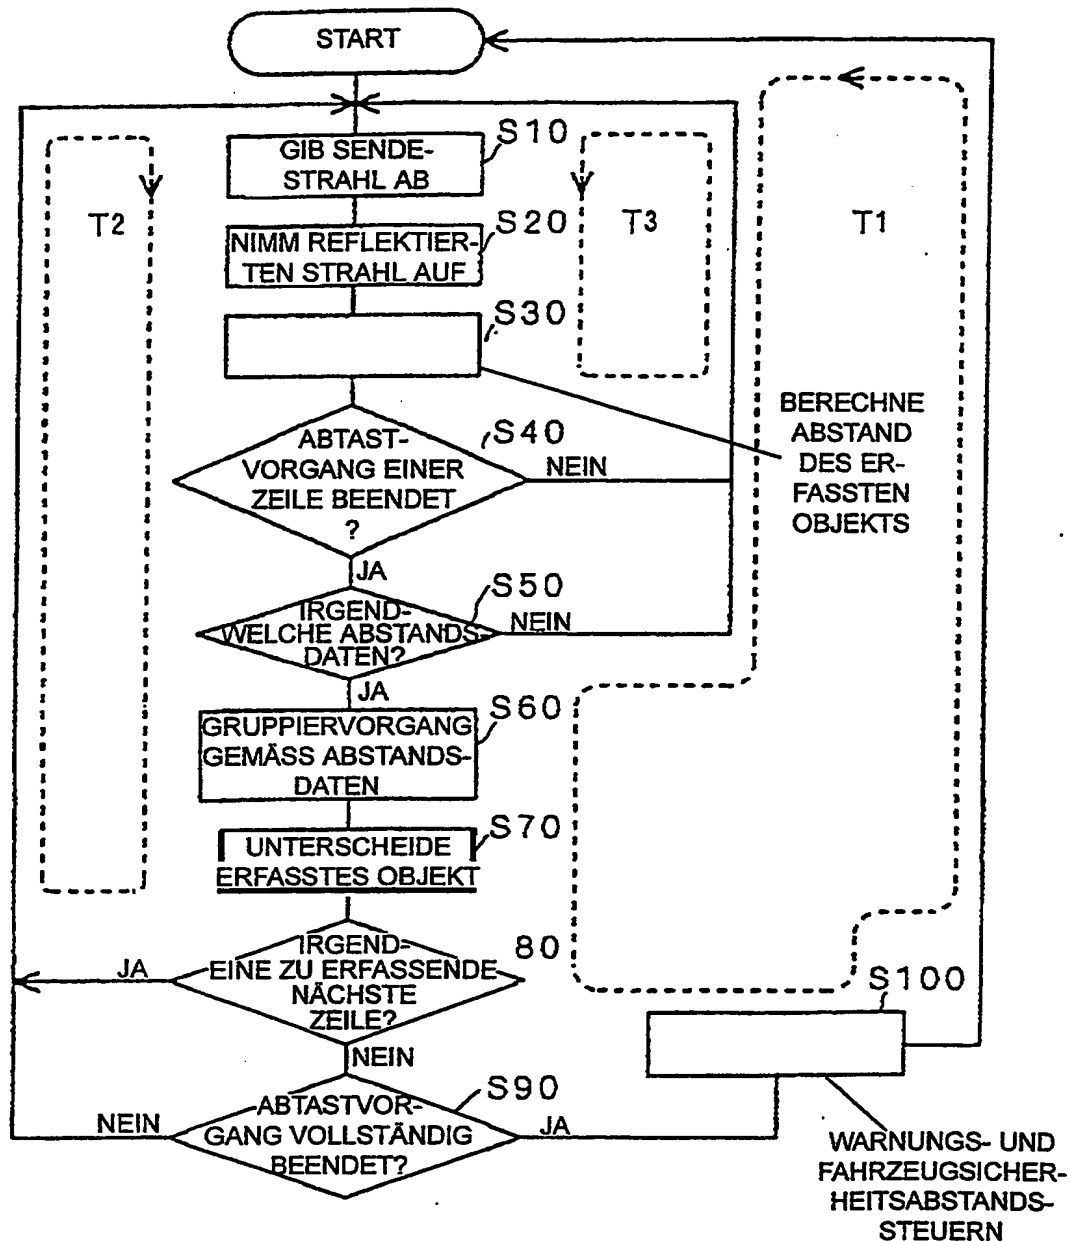 START
S10
GIB SENDE-
STRAHL AB
T2
S20
T3
T1
NIMM REFLEKTIER-
TEN STRAHL AUF
S30
BERECHNE
ABSTAND
DES ER-
FASSTEN
OBJEKTS
S40
ABTAST-
VORGANG EINER
ZEILE BEENDET
?
NEIN
JA
S50
IRGEND-
WELCHE ABSTANDS-
DATEN?
NEIN
JA
S60
GRUPPIERVORGANG
GEMÄSS ABSTANDS-
DATEN
S70
UNTERSCHEIDE
ERFASSTES OBJEKT
80
IRGEND-
EINE ZU ERFASSENDE
NÄCHSTE
ZEILE?
JA
NEIN
S100
S90
ABTASTVOR-
GANG VOLLSTÄNDIG
BEENDET?
NEIN
JA
WARNUNGS- UND
FAHRZEUGSICHER-
HEITSABSTANDS-
STEUERN